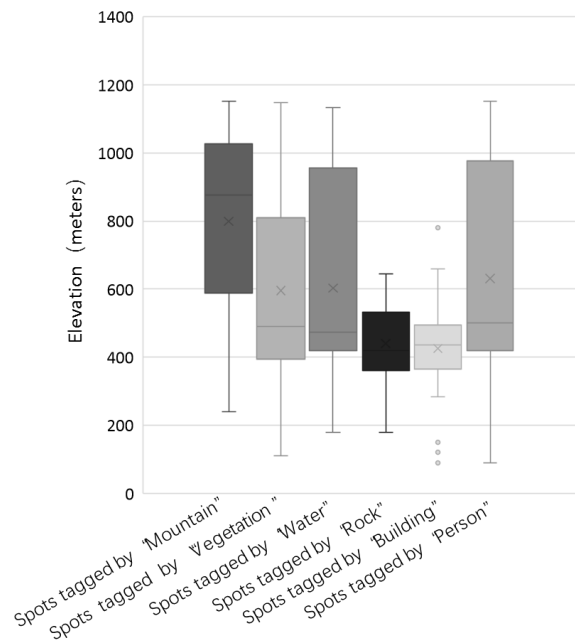 1400
1200
1000
800
600
400
200
0
Elevation (meters)
Spots tagged by “Mountain”
Spots tagged by “Vegetation”
Spots tagged by “Water”
Spots tagged by “Rock”
Spots tagged by “Building”
Spots tagged by “Person”